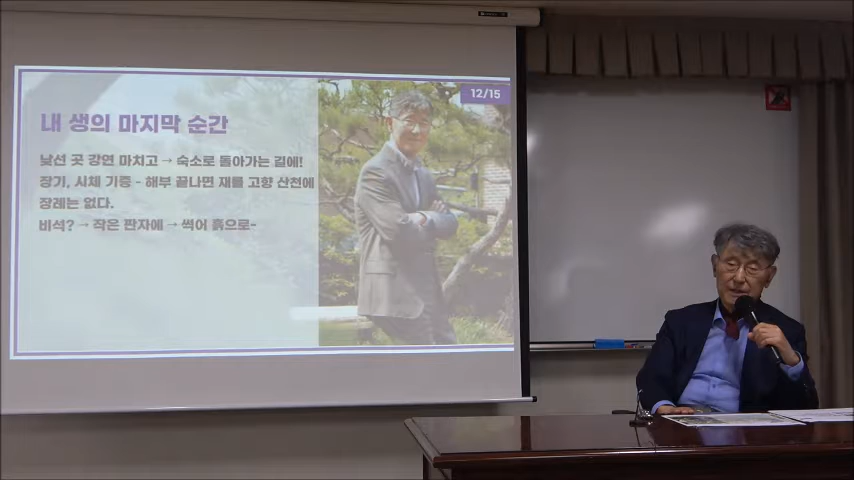 12/15
내 생의 마지막 순간
낯선 곳 강연 마치고 → 숙소로 돌아가는 길에!
장기, 시체 기증 - 해부 끝나면 재를 고향 산천에
장례는 없다.
비석? → 작은 판자에 → 썩어 흙으로-